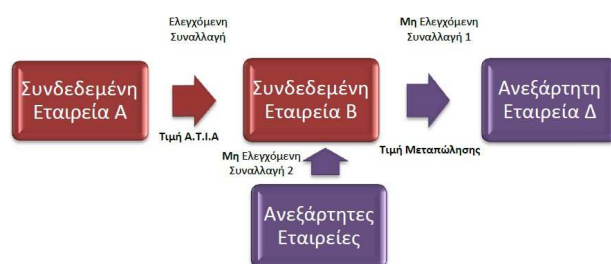 Ελεγχόμενη
Συναλλαγή
Μη Ελεγχόμενη
Συναλλαγή 1
Συνδεδεμένη
Εταιρεία Α
Συνδεδεμένη
Εταιρεία Β
Ανεξάρτητη
Εταιρεία Δ
Τιμή Α.Τ.Ι.Α
Τιμή Μεταπώλησης
Μη Ελεγχόμενη
Συναλλαγή 2
Ανεξάρτητες
Εταιρείες